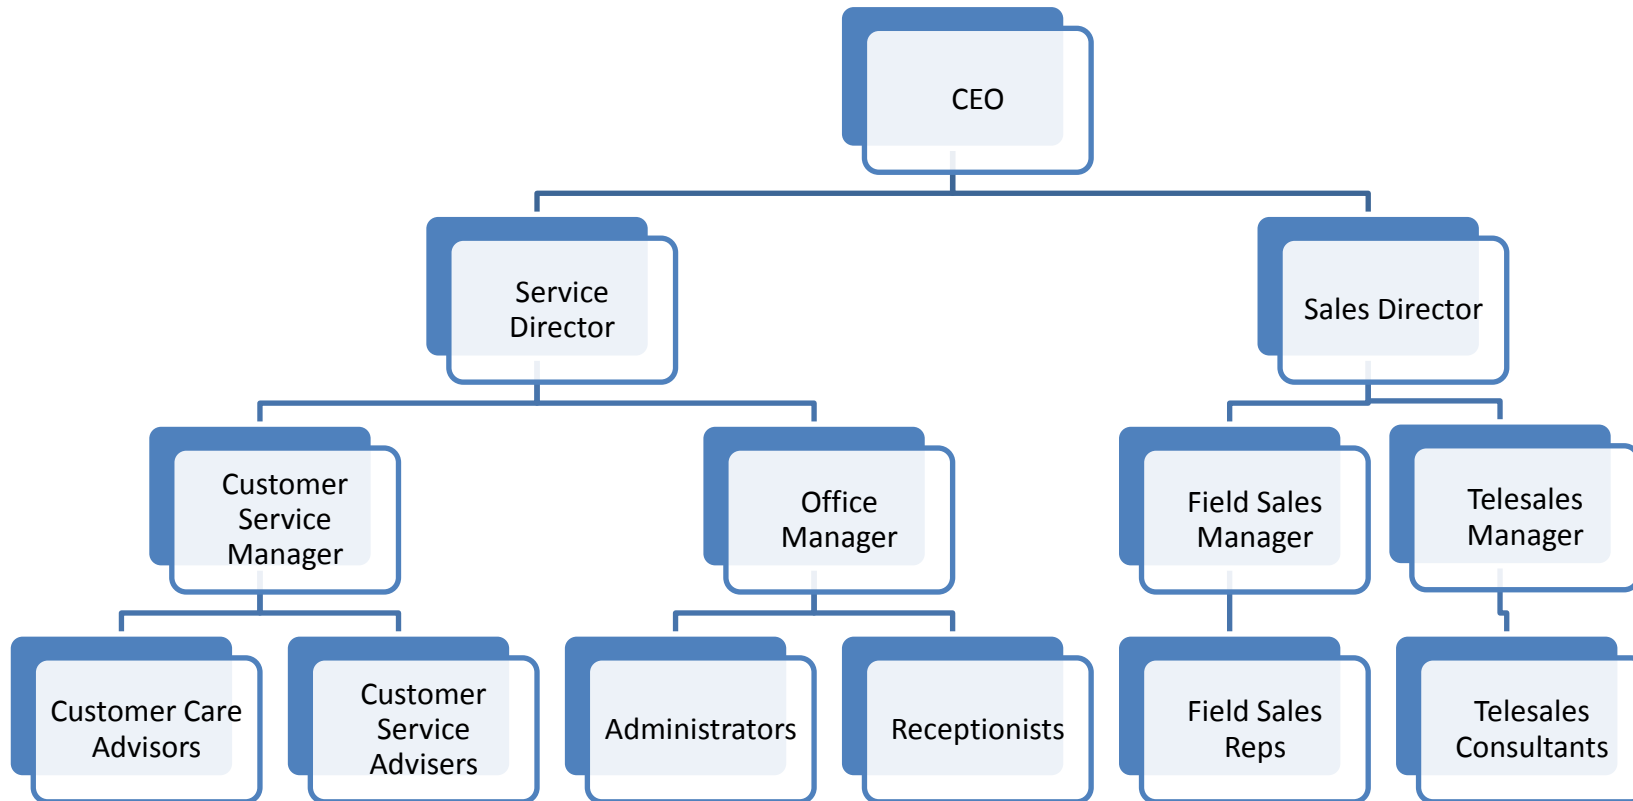 CEO
Service
Director
Sales Director
Customer
Service
Manager
Office
Manager
Field Sales
Manager
Telesales
Manager
Customer Care
Advisors
Customer
Service
Advisers
Administrators
Receptionists
Field Sales
Reps
Telesales
Consultants